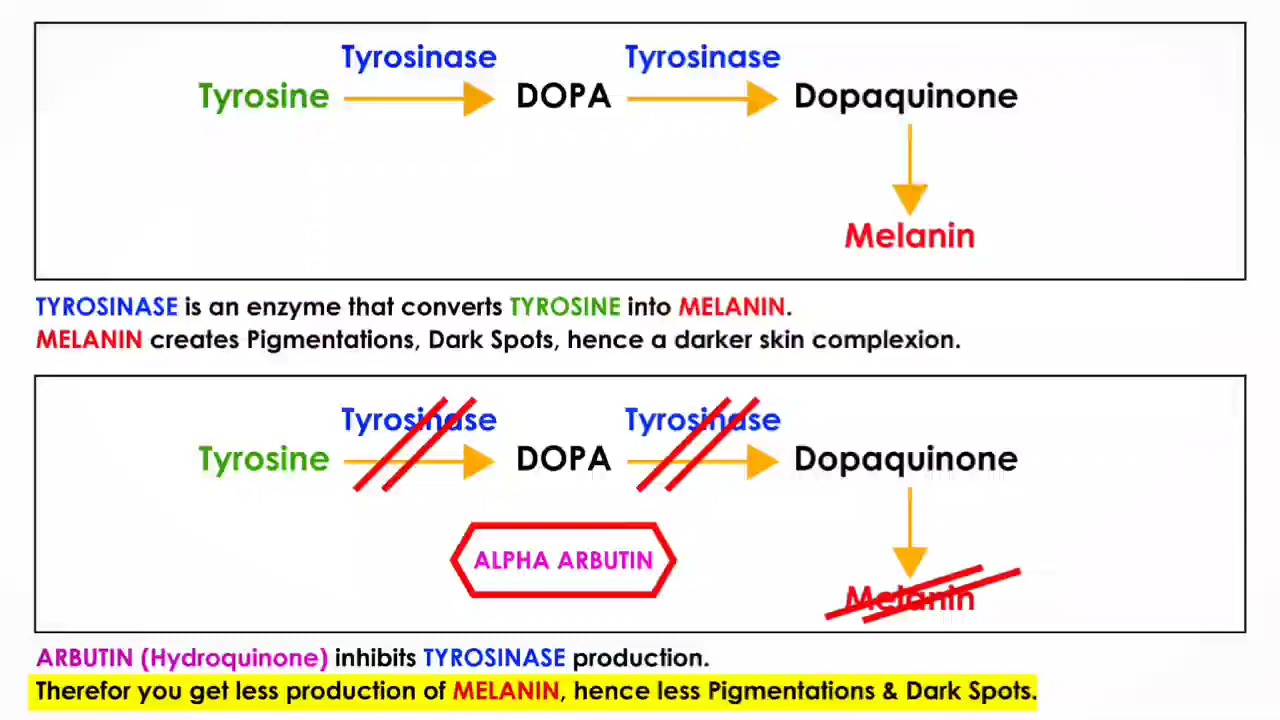 Tyrosinase Tyrosinase
Tyrosine DOPA Dopaquinone
Melanin
TYROSINASE is an enzyme that converts TYROSINE into MELANIN.
MELANIN creates Pigmentations, Dark Spots, hence a darker skin complexion.
Tyrosinase Tyrosinase
Tyrosine DOPA Dopaquinone
ALPHA ARBUTIN
Melanin
ARBUTIN (Hydroquinone) inhibits TYROSINASE production.
Therefor you get less production of MELANIN, hence less Pigmentations & Dark Spots.